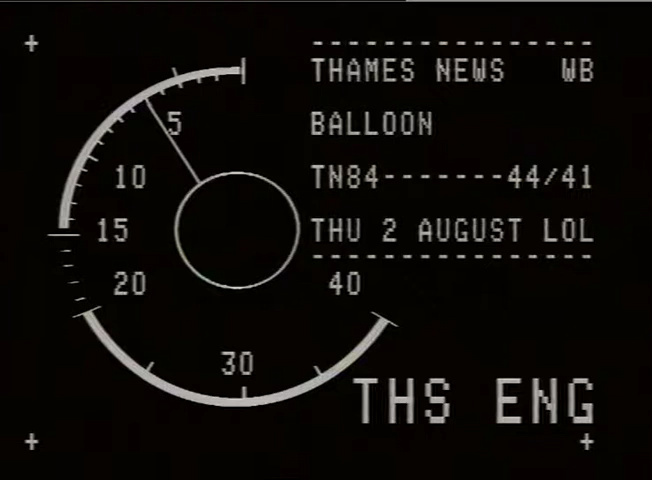 THAMES NEWS WB
BALLOON
TN84-------44/41
THU 2 AUGUST LOL
5
10
15
20
30
40
THS ENG